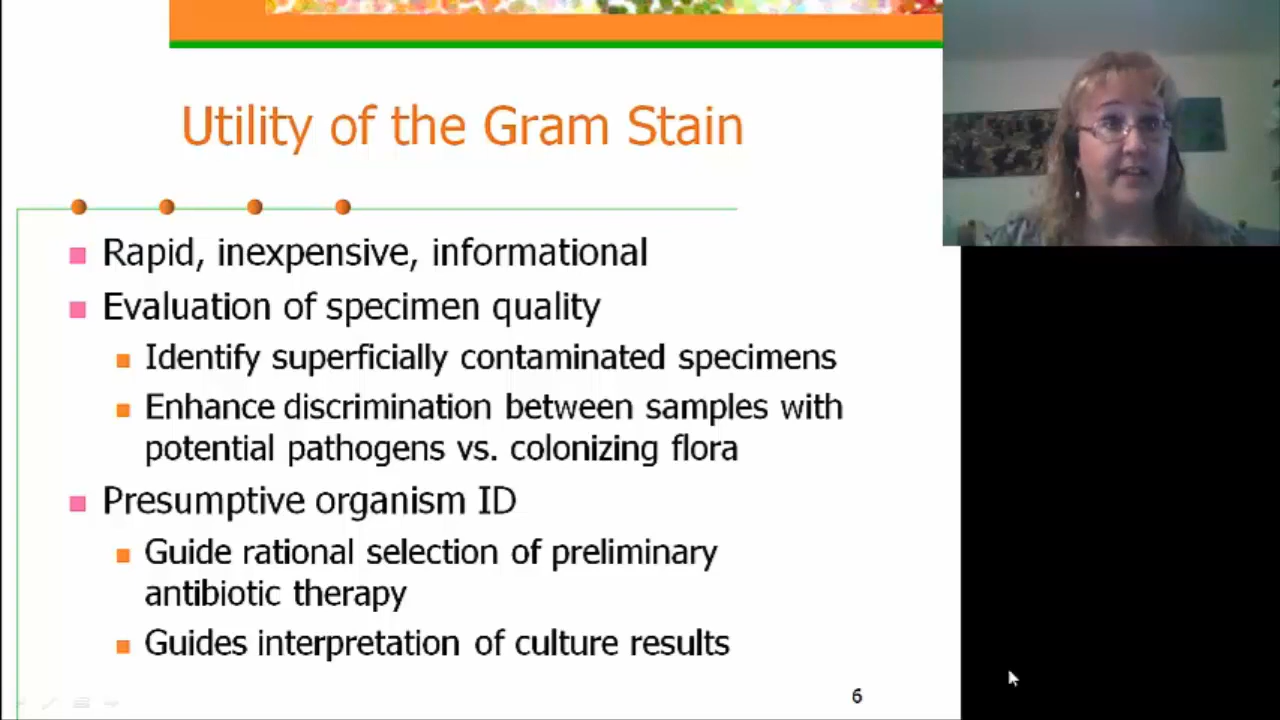 Utility of the Gram Stain
Rapid, inexpensive, informational
Evaluation of specimen quality
Identify superficially contaminated specimens
Enhance discrimination between samples with
potential pathogens vs. colonizing flora
Presumptive organism ID
Guide rational selection of preliminary
antibiotic therapy
Guides interpretation of culture results
6